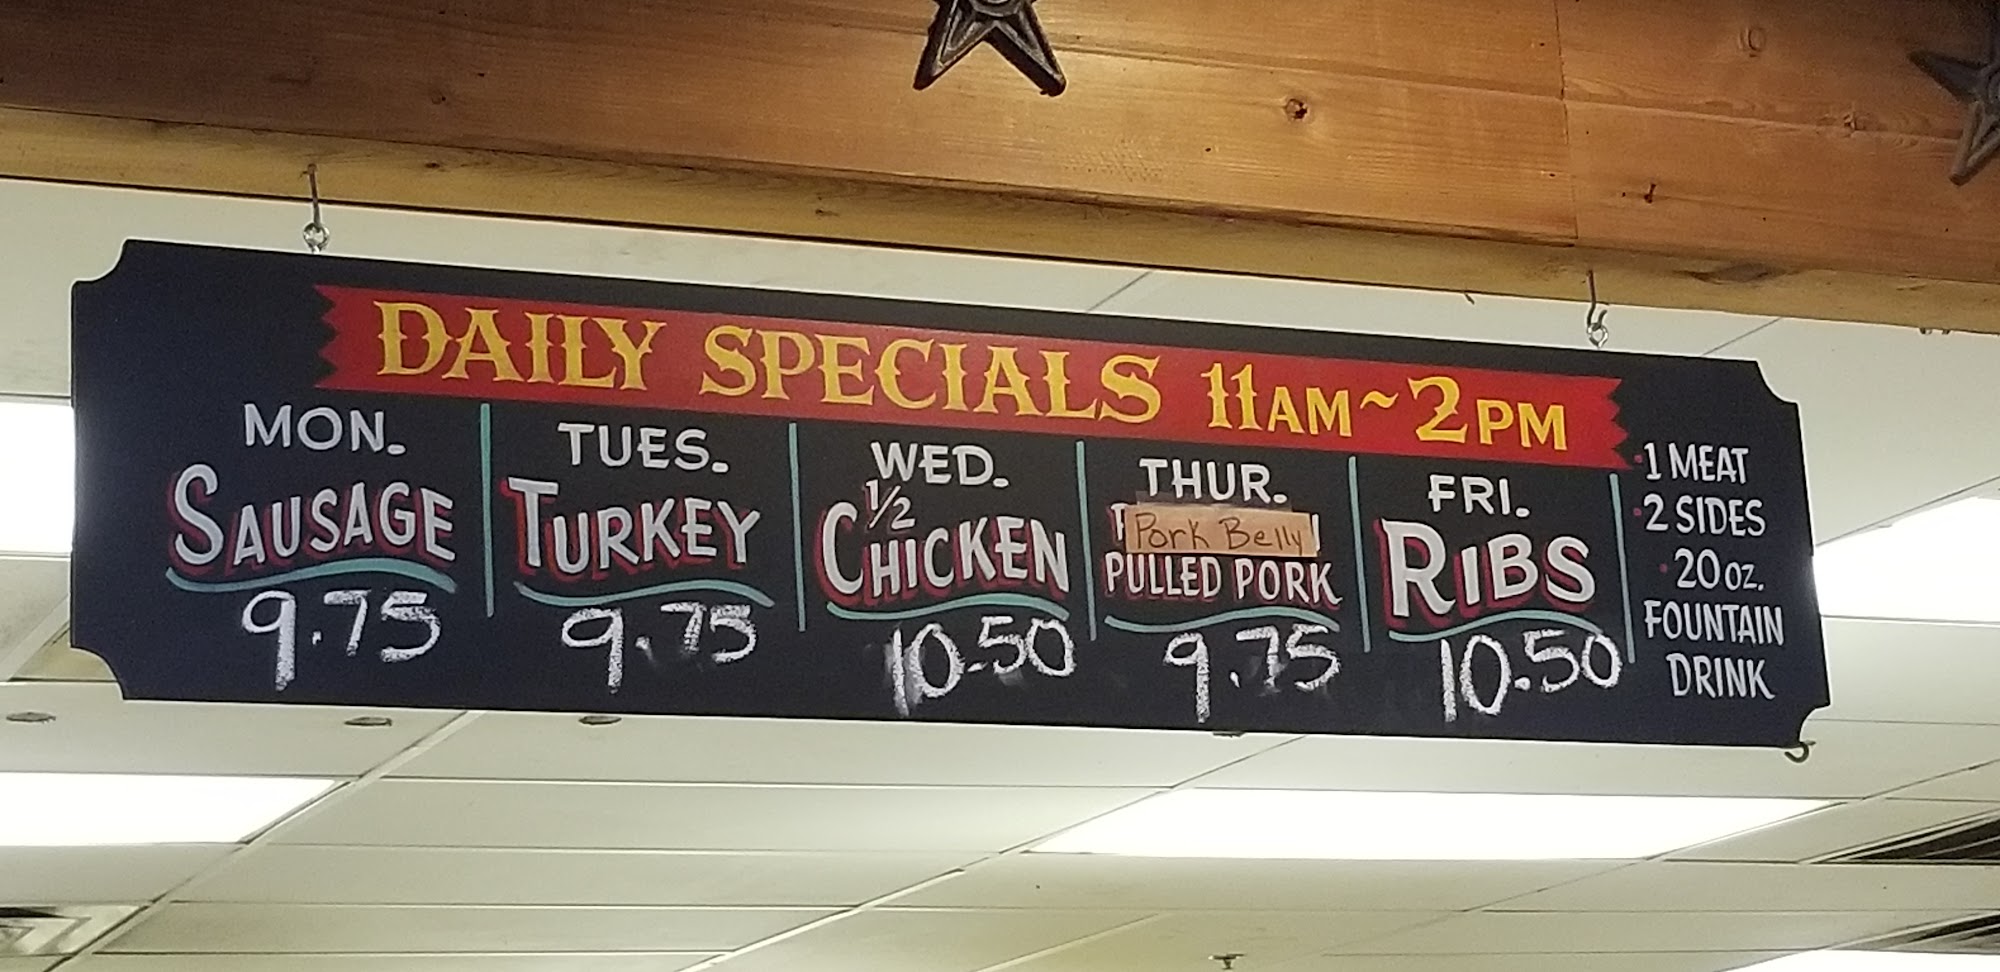 DAILY SPECIALS 11AM~2PM
MON.
SAUSAGE
9.75
TUES.
TURKEY
9.75
WED.
1/2
CHICKEN
10.50
THUR.
Pork Belly
PULLED PORK
9.75
FRI.
RIBS
10.50
·1 MEAT
·2 SIDES
·20 OZ.
FOUNTAIN
DRINK